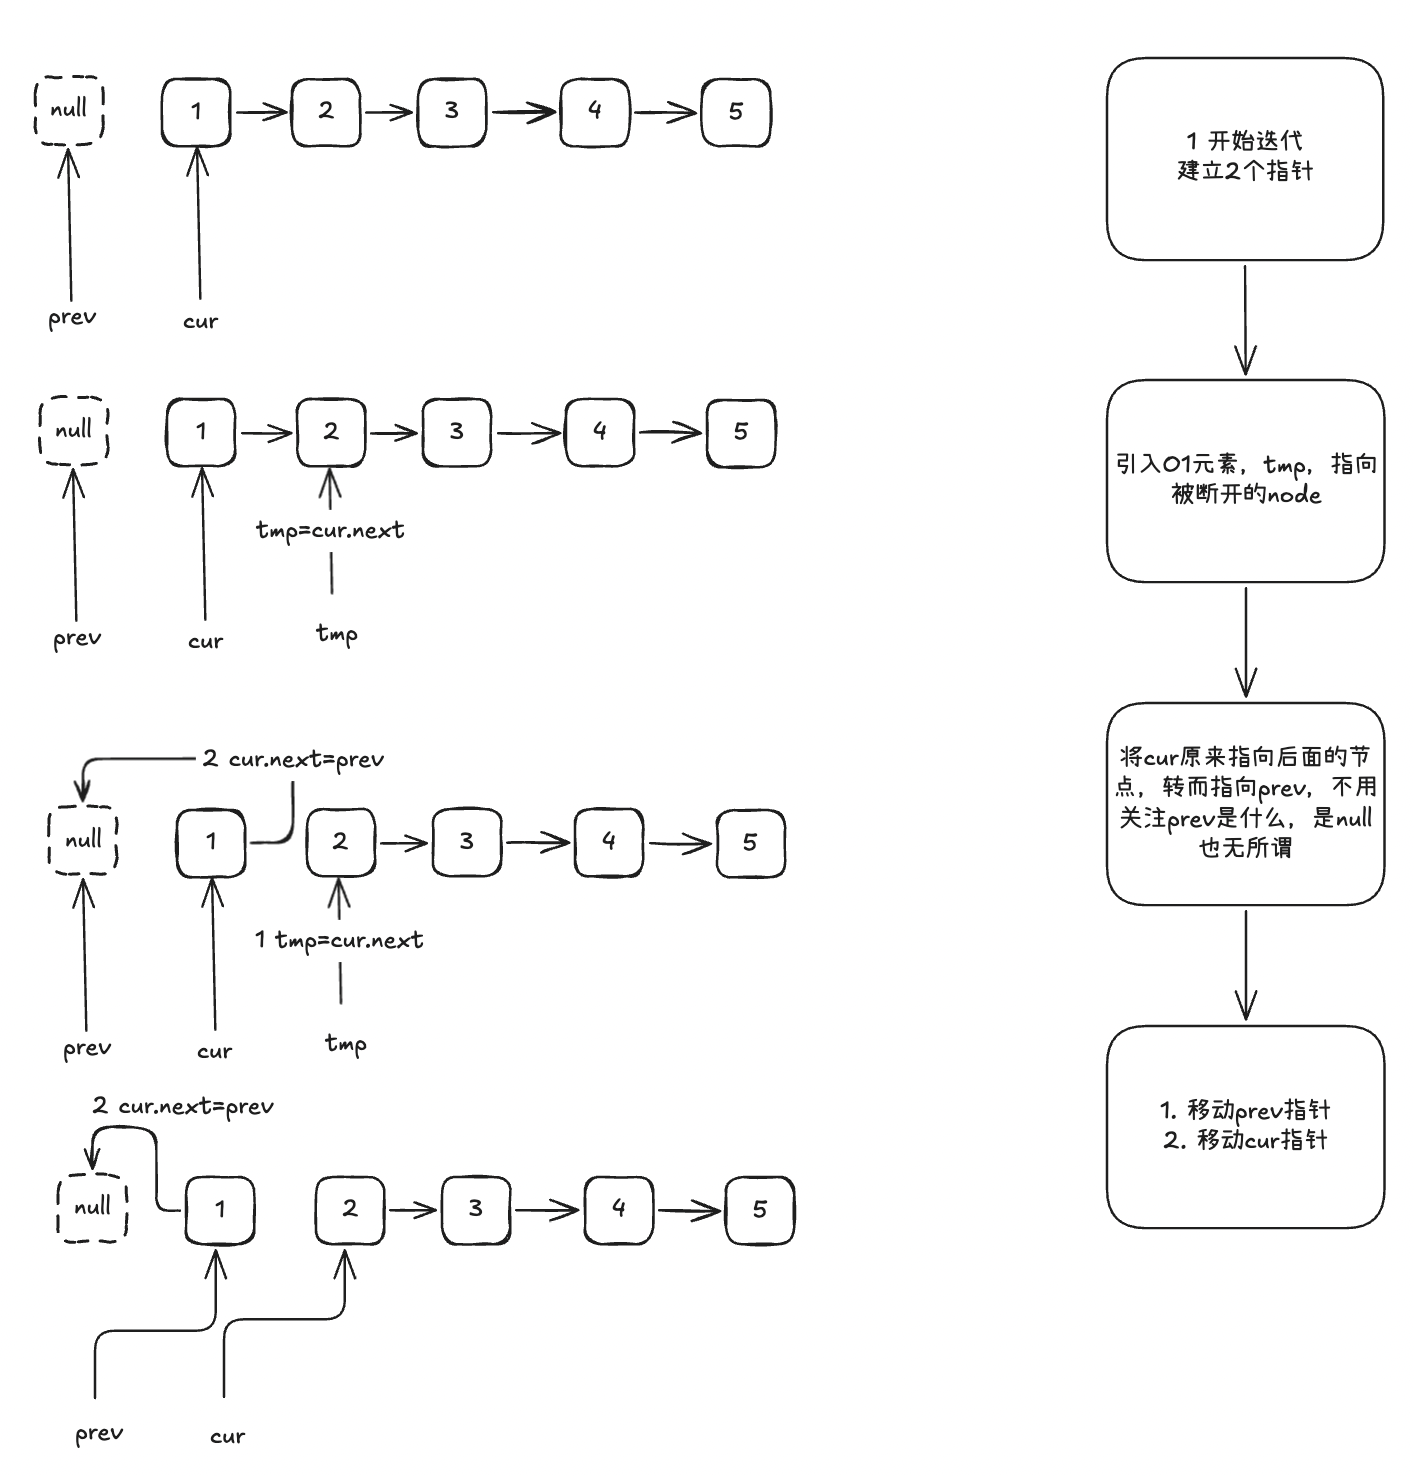 null
1
2
3
4
5
prev
cur
1 开始迭代
建立2个指针
null
1
2
3
4
5
tmp=cur.next
prev
cur
tmp
引入01元素，tmp，指向
被断开的node
2 cur.next=prev
null
1
2
3
4
5
1 tmp=cur.next
prev
cur
tmp
将cur原来指向后面的节
点，转而指向prev，不用
关注prev是什么，是null
也无所谓
2 cur.next=prev
null
1
2
3
4
5
prev
cur
1. 移动prev指针
2. 移动cur指针